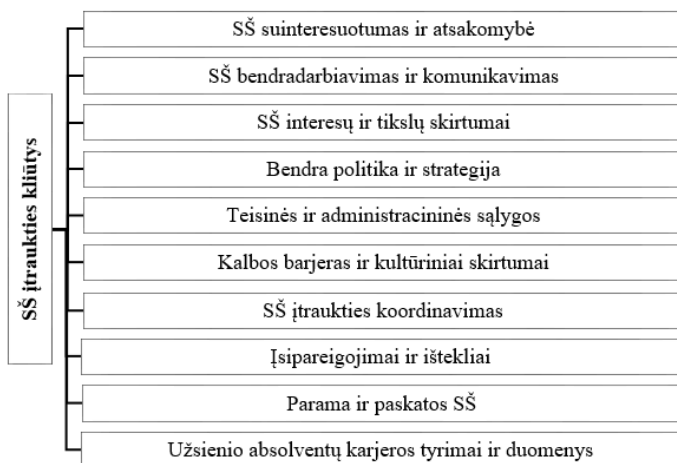 SŠ įtraukties kliūtys
SŠ suinteresuotumas ir atsakomybė
SŠ bendradarbiavimas ir komunikavimas
SŠ interesų ir tikslų skirtumai
Bendra politika ir strategija
Teisinės ir administracininės sąlygos
Kalbos barjeras ir kultūriniai skirtumai
SŠ įtraukties koordinavimas
Įsipareigojimai ir ištekliai
Parama ir paskatos SŠ
Užsienio absolventų karjeros tyrimai ir duomenys